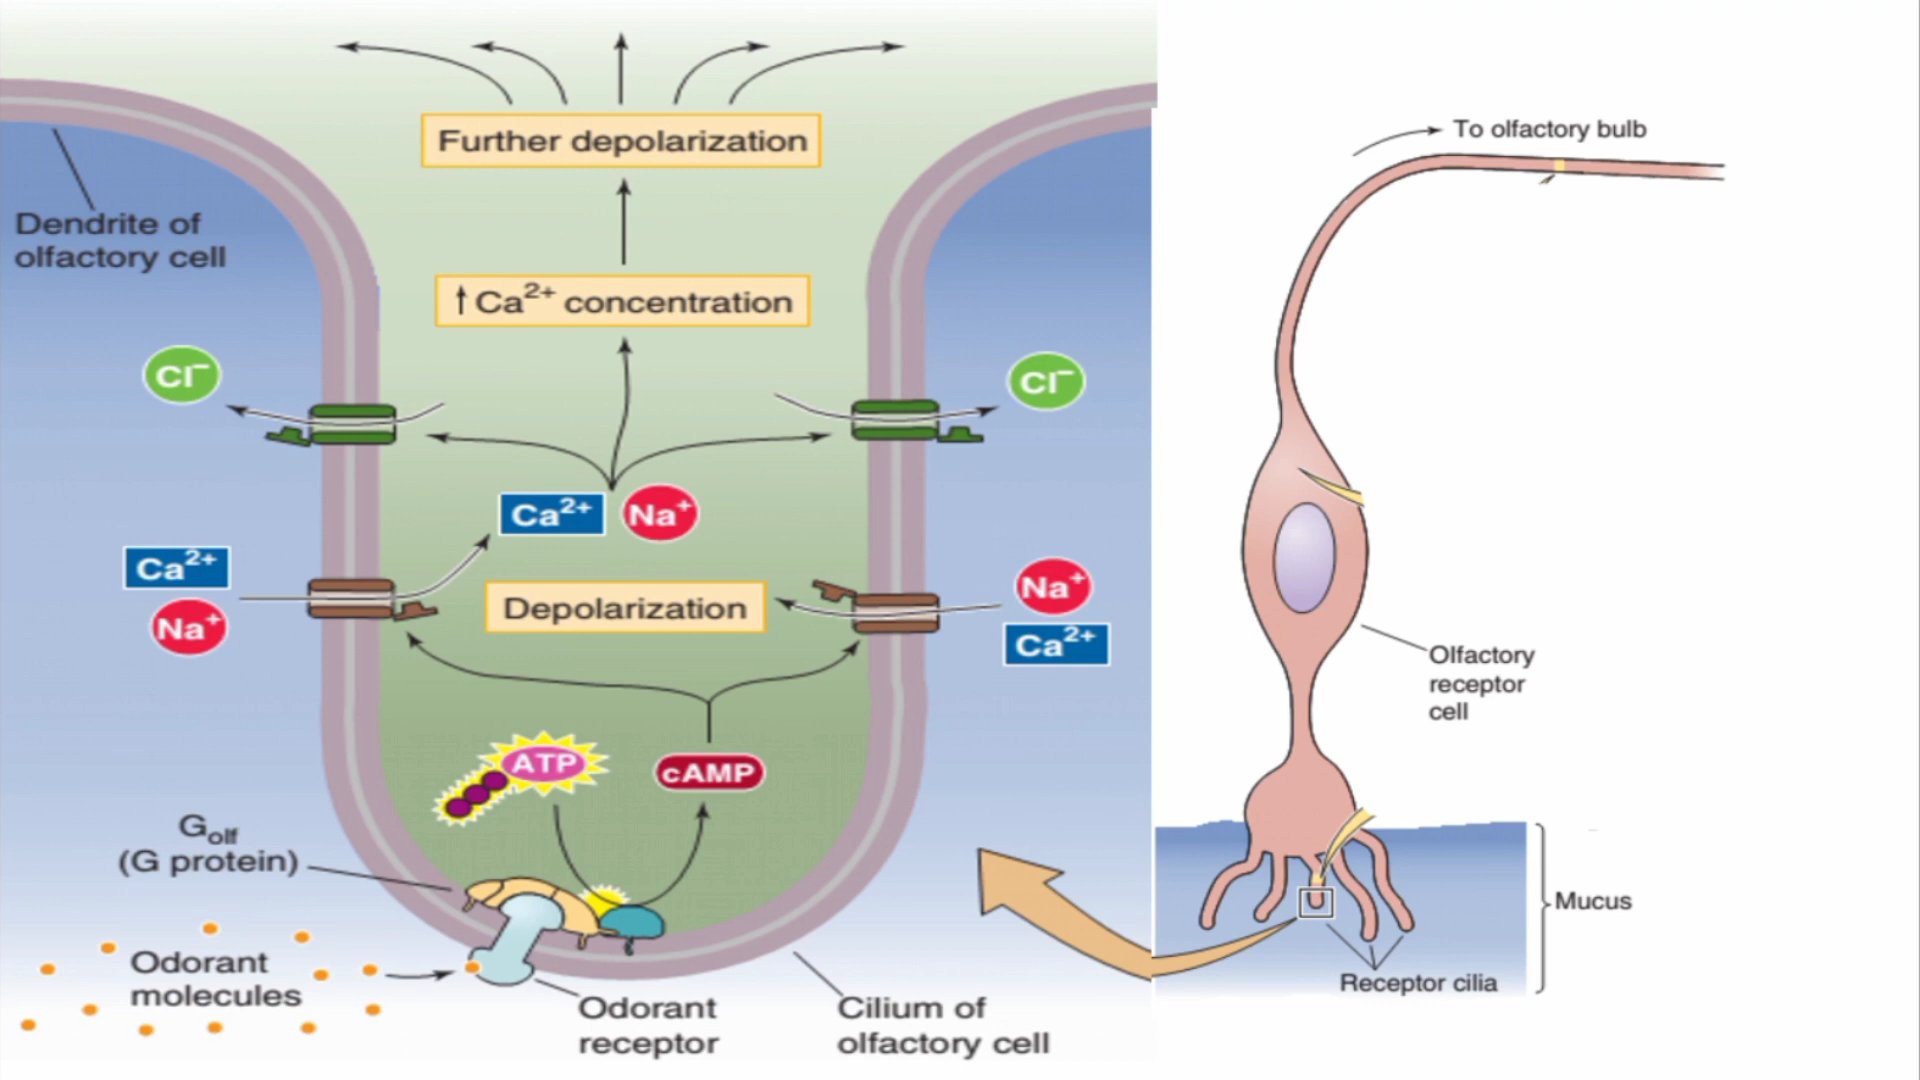 Further depolarization
Dendrite of
olfactory cell
↑ Ca²⁺ concentration
Cl⁻
Cl⁻
Ca²⁺
Na⁺
Ca²⁺
Na⁺
Depolarization
Na⁺
Ca²⁺
ATP
cAMP
Golf
(G protein)
Odorant
molecules
Odorant
receptor
Cilium of
olfactory cell
To olfactory bulb
Olfactory
receptor
cell
Mucus
Receptor cilia